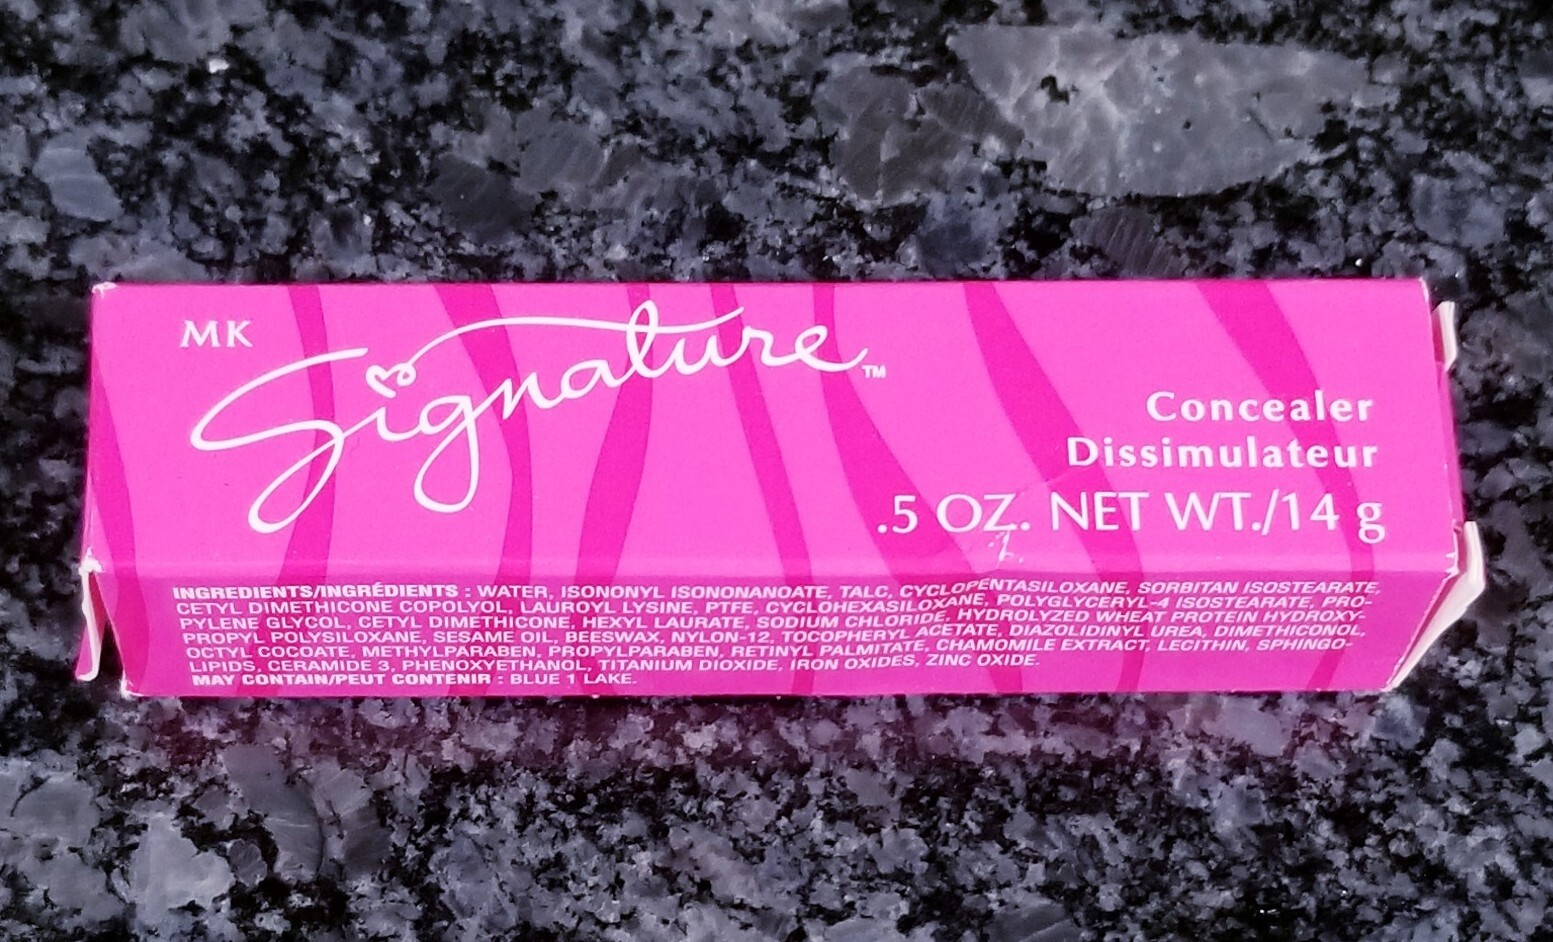 MK
Signature™
Concealer
Dissimulateur
.5 OZ. NET WT./14 g
INGREDIENTS/INGRÉDIENTS : WATER, ISONONYL ISONONANOATE, TALC, CYCLOPENTASILOXANE, SORBITAN ISOSTEARATE,
CETYL DIMETHICONE COPOLYOL, LAUROYL LYSINE, PTFE, CYCLOHEXASILOXANE, POLYGLYCERYL-4 ISOSTEARATE, PRO-
PYLENE GLYCOL, CETYL DIMETHICONE, HEXYL LAURATE, SODIUM CHLORIDE, HYDROLYZED WHEAT PROTEIN HYDROXY-
PROPYL POLYSILOXANE, SESAME OIL, BEESWAX, NYLON-12, TOCOPHERYL ACETATE, DIAZOLIDINYL UREA, DIMETHICONOL,
OCTYL COCOATE, METHYLPARABEN, PROPYLPARABEN, RETINYL PALMITATE, CHAMOMILE EXTRACT, LECITHIN, SPHINGO-
LIPIDS, CERAMIDE 3, PHENOXYETHANOL, TITANIUM DIOXIDE, IRON OXIDES, ZINC OXIDE.
MAY CONTAIN/PEUT CONTENIR : BLUE 1 LAKE.